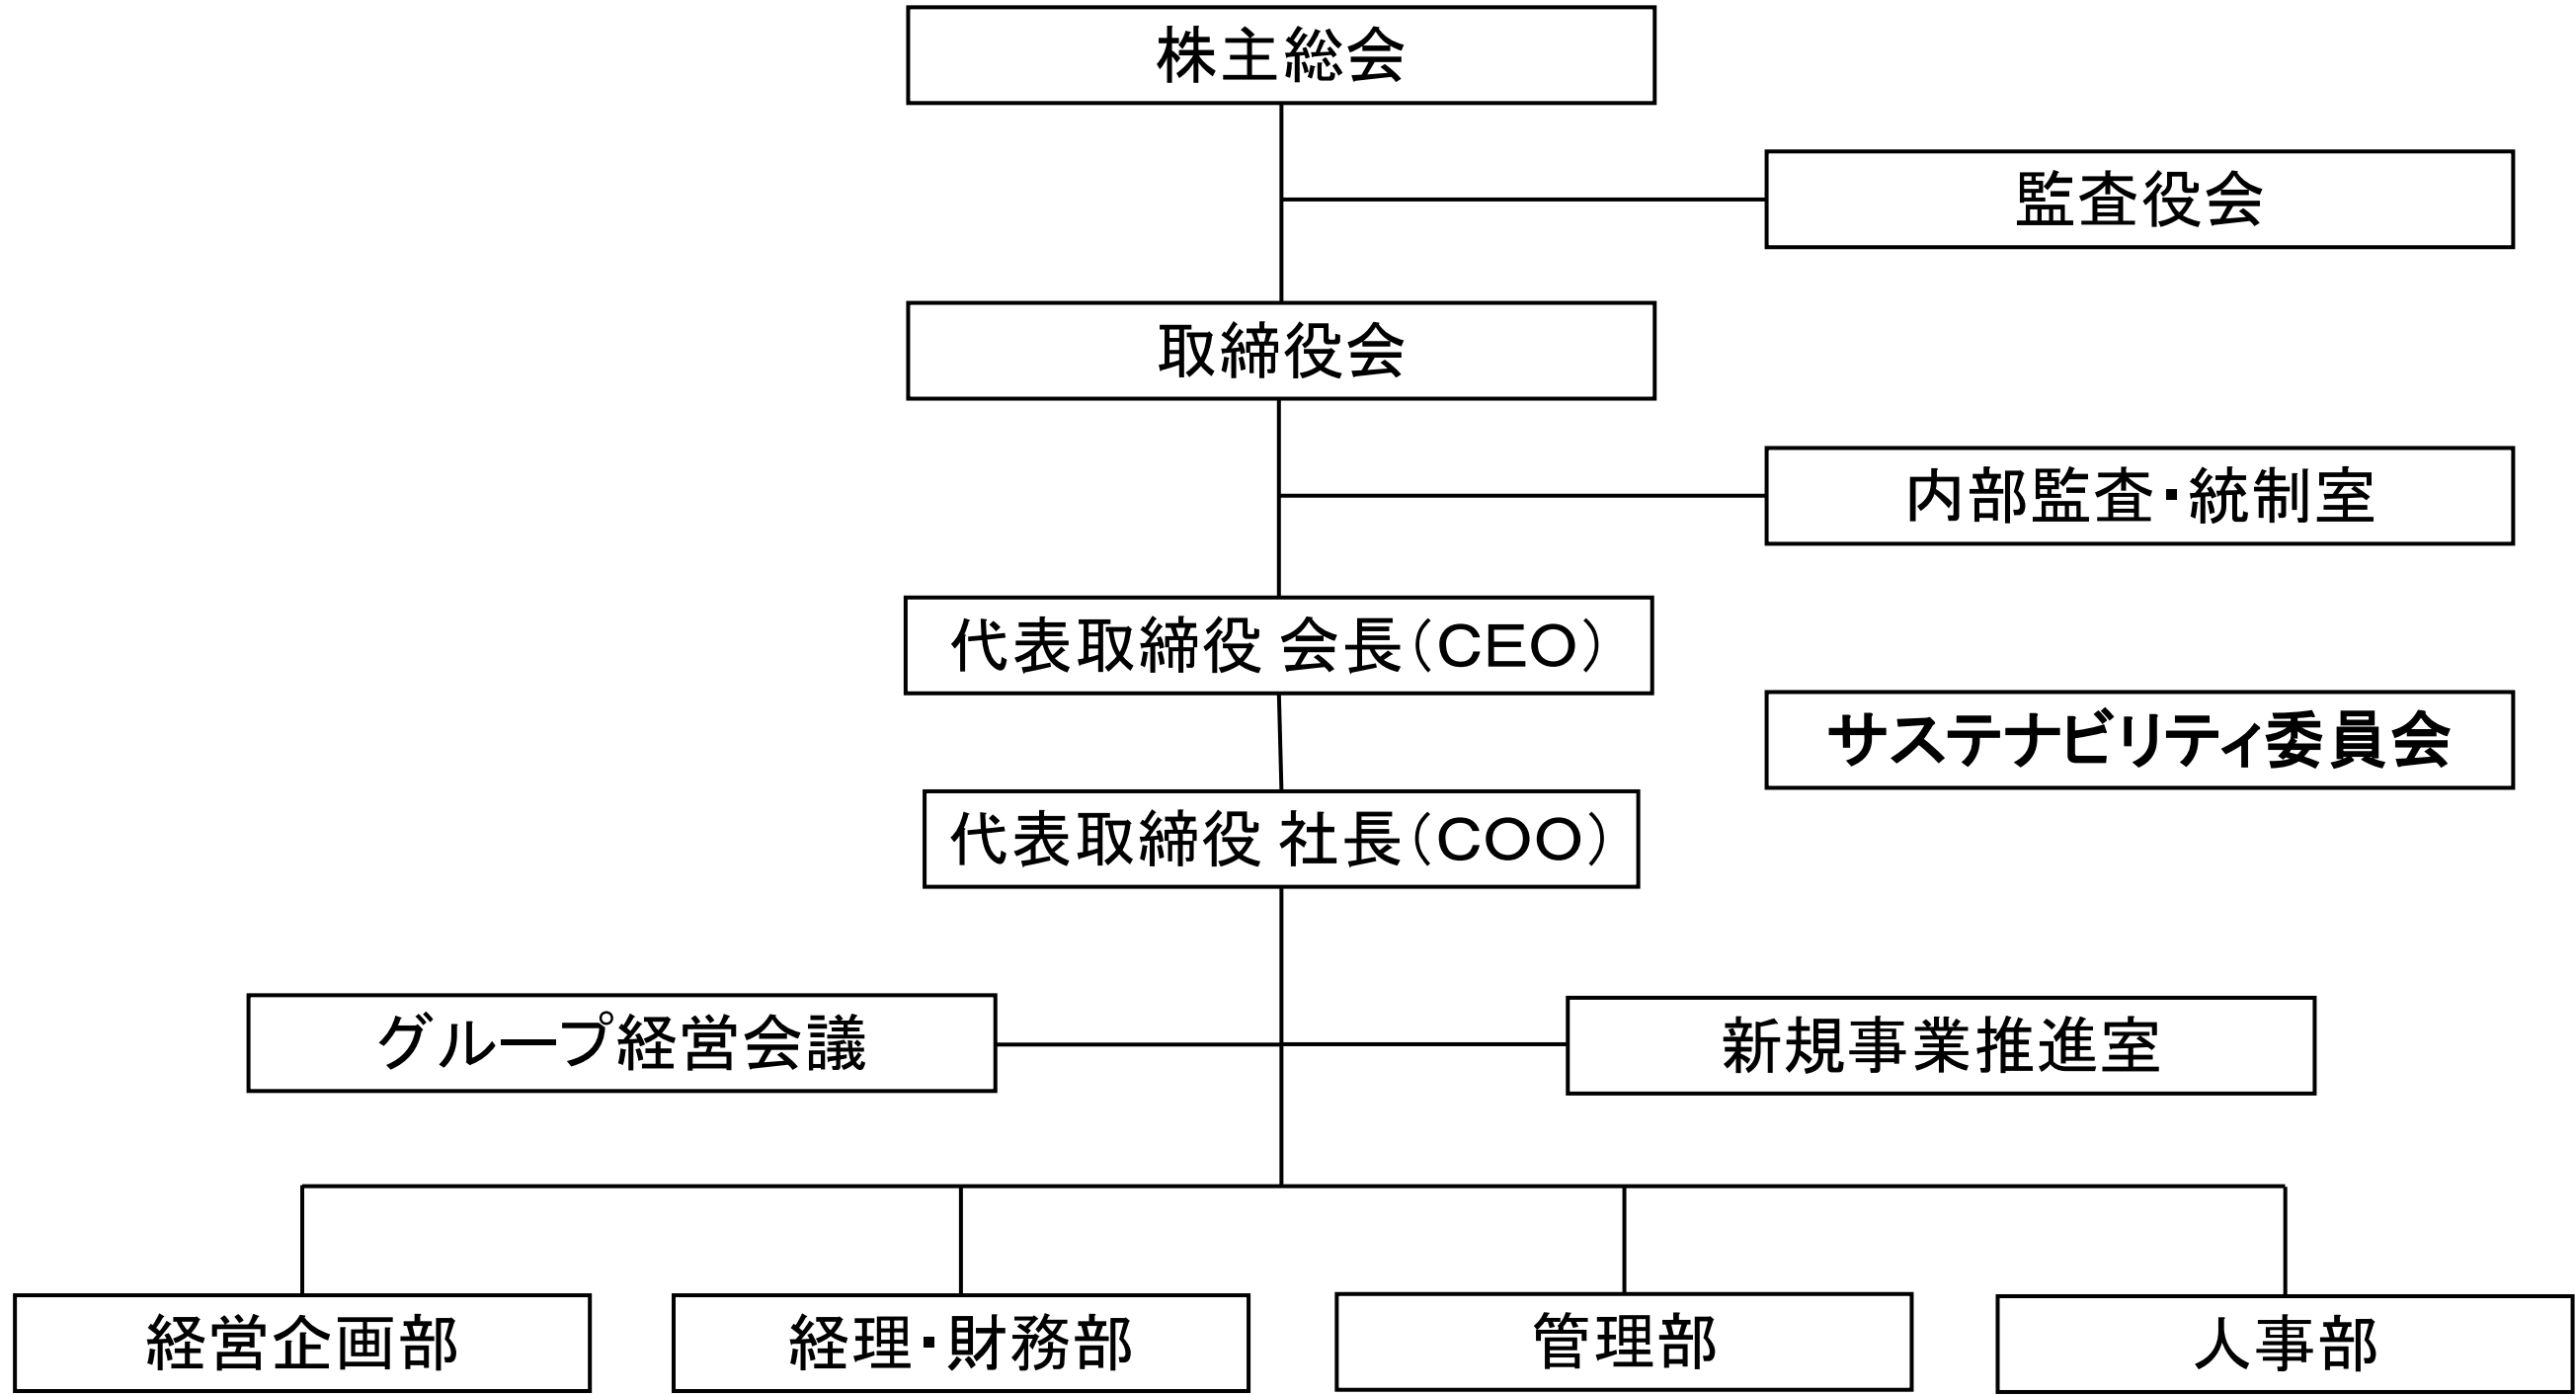 株主総会
監査役会
取締役会
内部監査・統制室
代表取締役 会長（CEO）
サステナビリティ委員会
代表取締役 社長（COO）
グループ経営会議
新規事業推進室
経営企画部
経理・財務部
管理部
人事部